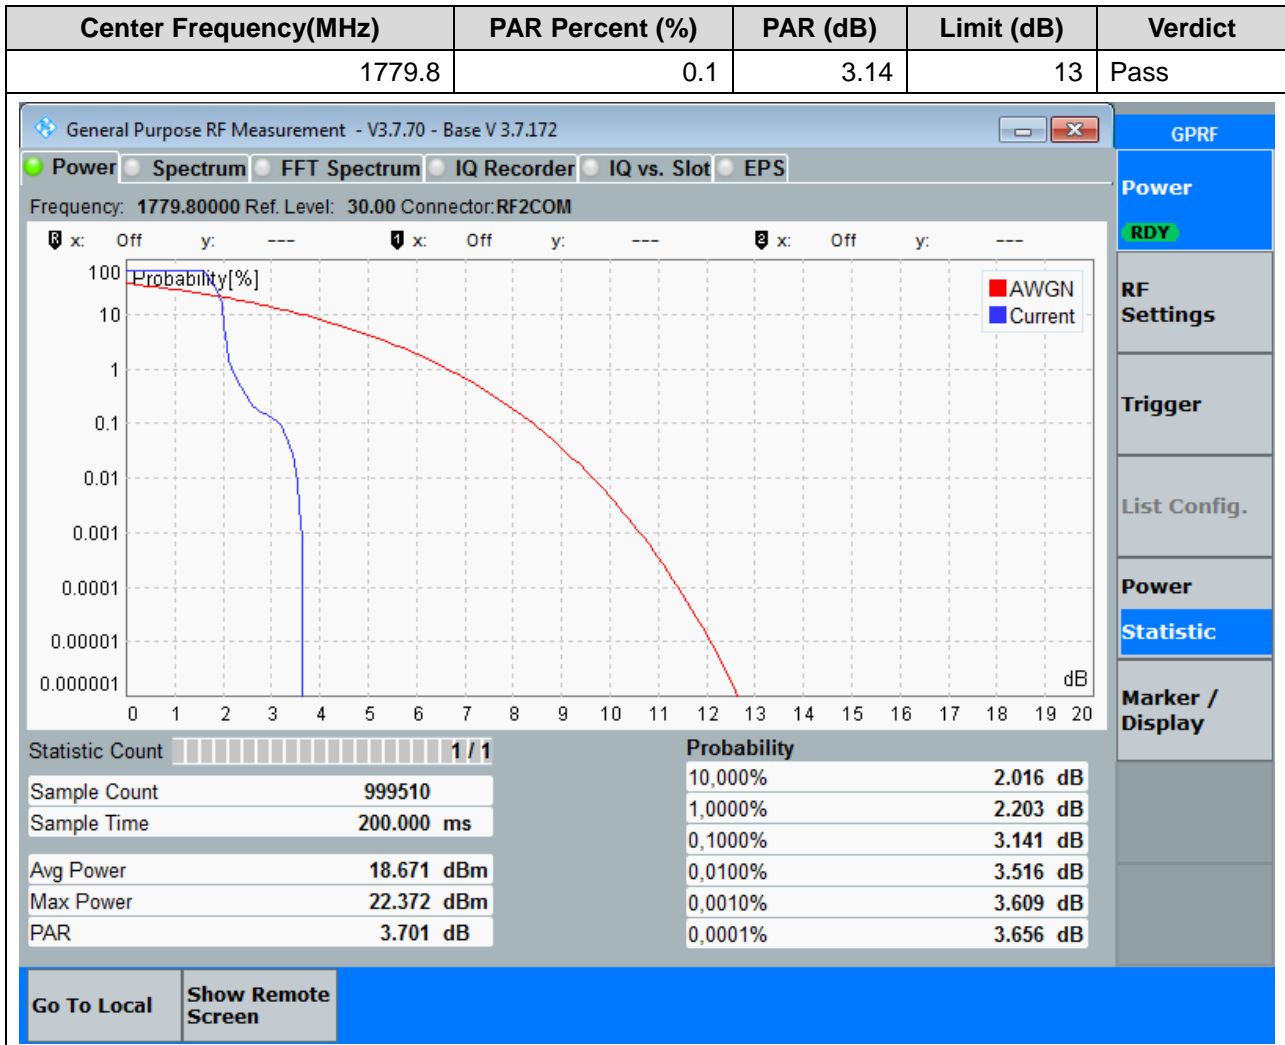 Center Frequency(MHz) PAR Percent (%) PAR (dB) Limit (dB) Verdict
1779.8 0.1 3.14 13 Pass
General Purpose RF Measurement - V3.7.70 - Base V 3.7.172
GPRF
Power Spectrum FFT Spectrum IQ Recorder IQ vs. Slot EPS
Frequency: 1779.80000 Ref. Level: 30.00 Connector:RF2COM
R x: Off y: --- 1 x: Off y: --- 2 x: Off y: ---
Probability[%]
100
10
1
0.1
0.01
0.001
0.0001
0.00001
0.000001
AWGN
Current
dB
0 1 2 3 4 5 6 7 8 9 10 11 12 13 14 15 16 17 18 19 20
Statistic Count 1 / 1
Sample Count 999510
Sample Time 200.000 ms
Avg Power 18.671 dBm
Max Power 22.372 dBm
PAR 3.701 dB
Probability
10,000% 2.016 dB
1,0000% 2.203 dB
0,1000% 3.141 dB
0,0100% 3.516 dB
0,0010% 3.609 dB
0,0001% 3.656 dB
Power
RDY
RF
Settings
Trigger
List Config.
Power
Statistic
Marker /
Display
Go To Local
Show Remote
Screen